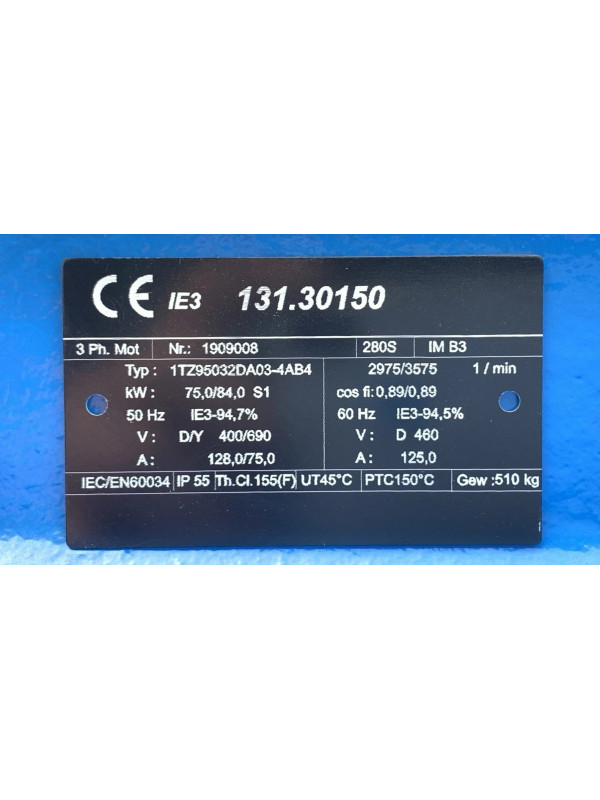 CE IE3 131.30150
3 Ph. Mot Nr.: 1909008 280S IM B3
Typ : 1TZ95032DA03-4AB4 2975/3575 1 / min
kW : 75,0/84,0 S1 cos fi: 0,89/0,89
50 Hz IE3-94,7% 60 Hz IE3-94,5%
V : D/Y 400/690 V : D 460
A : 128,0/75,0 A : 125,0
IEC/EN60034 IP 55 Th.Cl.155(F) UT45°C PTC150°C Gew :510 kg